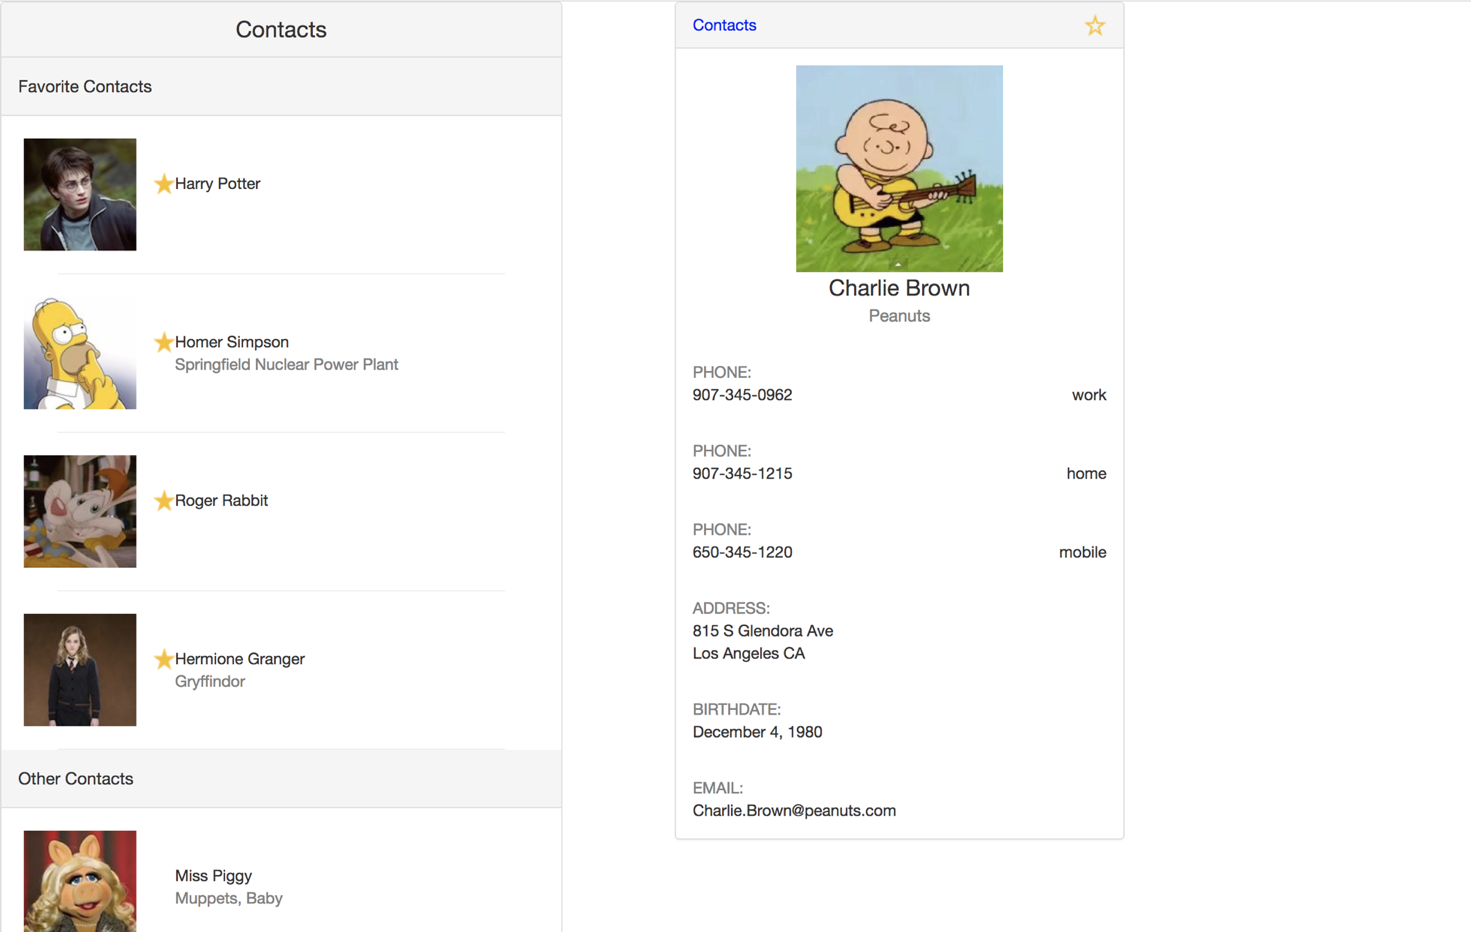 Contacts
Favorite Contacts
Harry Potter
Homer Simpson
Springfield Nuclear Power Plant
Roger Rabbit
Hermione Granger
Gryffindor
Other Contacts
Miss Piggy
Muppets, Baby
Contacts
Charlie Brown
Peanuts
PHONE:
907-345-0962 work
PHONE:
907-345-1215 home
PHONE:
650-345-1220 mobile
ADDRESS:
815 S Glendora Ave
Los Angeles CA
BIRTHDATE:
December 4, 1980
EMAIL:
Charlie.Brown@peanuts.com